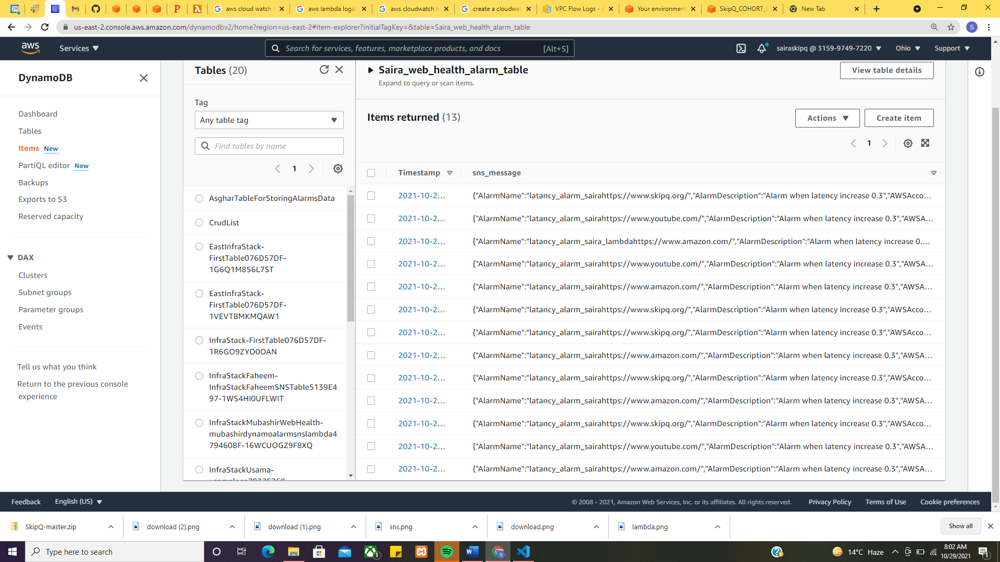 29
aws cloud watch l
aws lambda logo
aws cloudwatch lo
create a cloudwat
VPC Flow Logs - A
Your environment
SkipQ_COHORT_2
New Tab
us-east-2.console.aws.amazon.com/dynamodbv2/home?region=us-east-2#item-explorer?initialTagKey=&table=Saira_web_health_alarm_table
S
aws
Services
Search for services, features, marketplace products, and docs
[Alt+S]
sairaskipq @ 3159-9749-7220
Ohio
Support
DynamoDB
Dashboard
Tables
Items New
PartiQL editor New
Backups
Exports to S3
Reserved capacity
DAX
Clusters
Subnet groups
Parameter groups
Events
Tell us what you think
Return to the previous console
experience
Tables (20)
Tag
Any table tag
Find tables by name
1
AsgharTableForStoringAlarmsData
CrudList
EastInfraStack-
FirstTable076D57DF-
1G6Q1M856L7ST
EastInfraStack-
FirstTable076D57DF-
1VEVTBMKMQAW1
InfraStack-FirstTable076D57DF-
1R6GO9ZYO0OAN
InfraStackFaheem-
InfraStackFaheemSNSTable5139E4
97-1WS4HI0UFLWIT
InfraStackMubashirWebHealth-
mubashirdynamoalarmsnslambda4
794608F-16WCUOGZ9F8XQ
InfraStackUsama-
Saira_web_health_alarm_table
Expand to query or scan items.
View table details
Items returned (13)
Actions
Create item
1
Timestamp
sns_message
2021-10-2... {"AlarmName":"latancy_alarm_sairahttps://www.skipq.org/","AlarmDescription":"Alarm when latency increase 0.3","AWSAcco...
2021-10-2... {"AlarmName":"latancy_alarm_sairahttps://www.youtube.com/","AlarmDescription":"Alarm when latency increase 0.3","AWSA...
2021-10-2... {"AlarmName":"latancy_alarm_saira_lambdahttps://www.amazon.com/","AlarmDescription":"Alarm when latency increase 0....
2021-10-2... {"AlarmName":"latancy_alarm_sairahttps://www.youtube.com/","AlarmDescription":"Alarm when latency increase 0.3","AWSA...
2021-10-2... {"AlarmName":"latancy_alarm_sairahttps://www.amazon.com/","AlarmDescription":"Alarm when latency increase 0.3","AWSA...
2021-10-2... {"AlarmName":"latancy_alarm_sairahttps://www.skipq.org/","AlarmDescription":"Alarm when latency increase 0.3","AWSAcco...
2021-10-2... {"AlarmName":"latancy_alarm_sairahttps://www.skipq.org/","AlarmDescription":"Alarm when latency increase 0.3","AWSAcco...
2021-10-2... {"AlarmName":"latancy_alarm_sairahttps://www.amazon.com/","AlarmDescription":"Alarm when latency increase 0.3","AWSA...
2021-10-2... {"AlarmName":"latancy_alarm_sairahttps://www.skipq.org/","AlarmDescription":"Alarm when latency increase 0.3","AWSAcco...
2021-10-2... {"AlarmName":"latancy_alarm_sairahttps://www.amazon.com/","AlarmDescription":"Alarm when latency increase 0.3","AWSA...
2021-10-2... {"AlarmName":"latancy_alarm_sairahttps://www.skipq.org/","AlarmDescription":"Alarm when latency increase 0.3","AWSAcco...
2021-10-2... {"AlarmName":"latancy_alarm_sairahttps://www.youtube.com/","AlarmDescription":"Alarm when latency increase 0.3","AWSA...
2021-10-2... {"AlarmName":"latancy_alarm_sairahttps://www.amazon.com/","AlarmDescription":"Alarm when latency increase 0.3","AWSA...
Feedback
English (US)
© 2008 - 2021, Amazon Web Services, Inc. or its affiliates. All rights reserved.
Privacy Policy
Terms of Use
Cookie preferences
SkipQ-master.zip
download (2).png
download (1).png
sns.png
download.png
lambda.png
Show all
Type here to search
1
14°C Haze
8:02 AM
10/29/2021
1